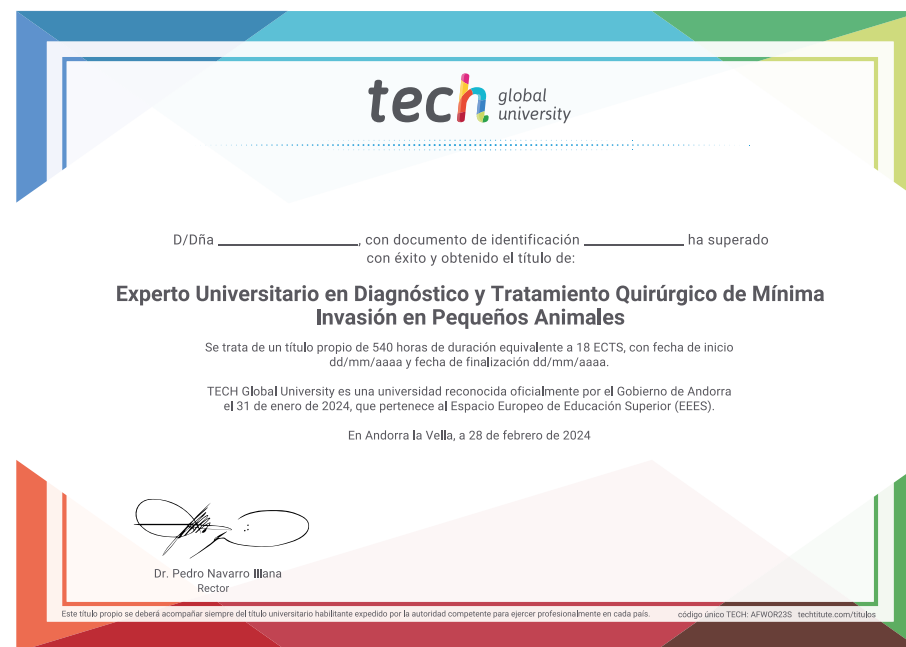 tech global university
D/Dña ____________________, con documento de identificación ______________ ha superado
con éxito y obtenido el título de:
Experto Universitario en Diagnóstico y Tratamiento Quirúrgico de Mínima
Invasión en Pequeños Animales
Se trata de un título propio de 540 horas de duración equivalente a 18 ECTS, con fecha de inicio
dd/mm/aaaa y fecha de finalización dd/mm/aaaa.
TECH Global University es una universidad reconocida oficialmente por el Gobierno de Andorra
el 31 de enero de 2024, que pertenece al Espacio Europeo de Educación Superior (EEES).
En Andorra la Vella, a 28 de febrero de 2024
Dr. Pedro Navarro Illana
Rector
Este título propio se deberá acompañar siempre del título universitario habilitante expedido por la autoridad competente para ejercer profesionalmente en cada país. código único TECH: AFWOR23S techtitute.com/titulos